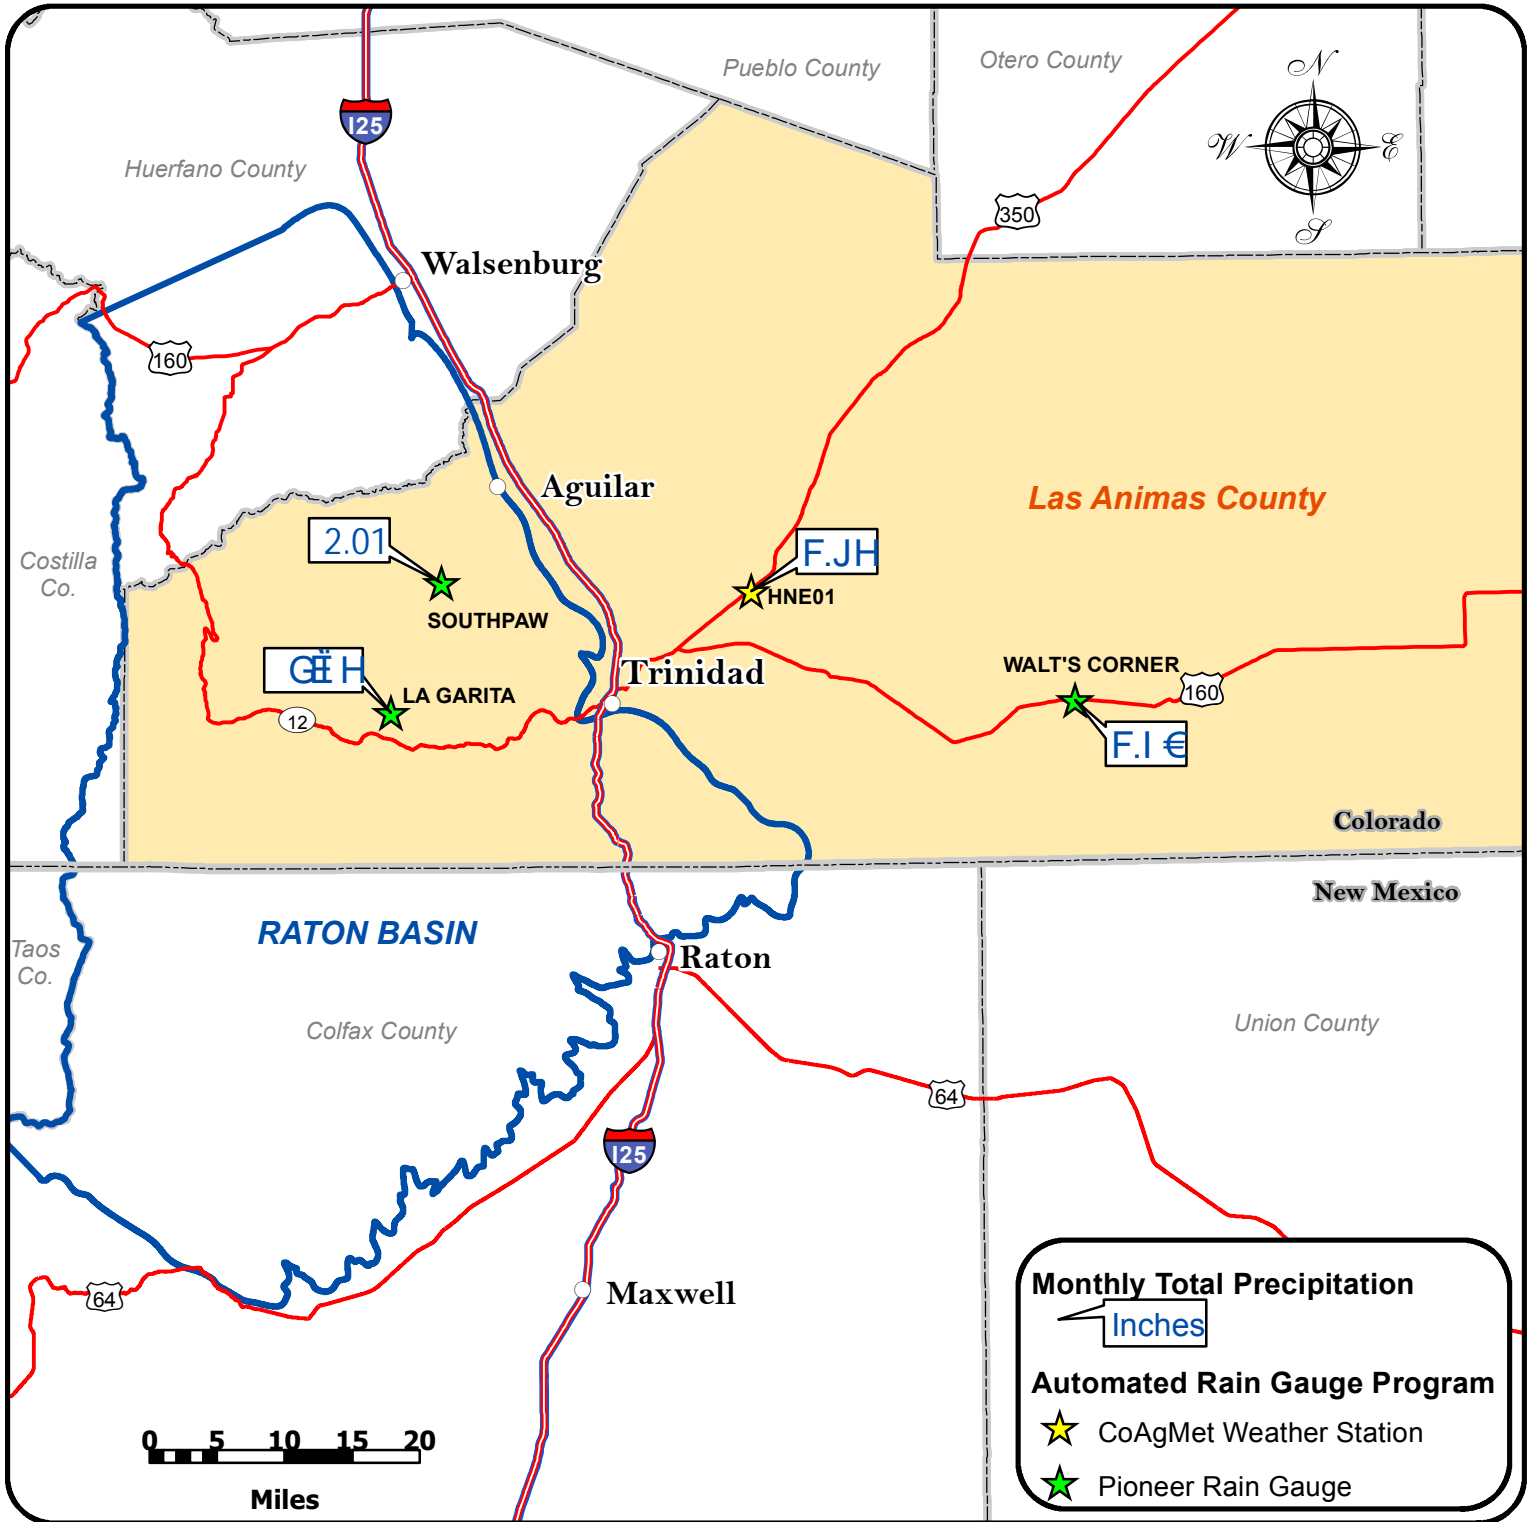 Pueblo County
Otero County
N
W
E
S
I25
Huerfano County
350
Walsenburg
160
Aguilar
Las Animas County
2.01
F.JH
Costilla
Co.
HNE01
SOUTHPAW
WALT'S CORNER
Trinidad
LA GARITA
160
12
F.I €
Colorado
New Mexico
RATON BASIN
Taos
Co.
Raton
Colfax County
Union County
64
I25
64
Maxwell
Monthly Total Precipitation
Inches
Automated Rain Gauge Program
CoAgMet Weather Station
Pioneer Rain Gauge
0 5 10 15 20
Miles